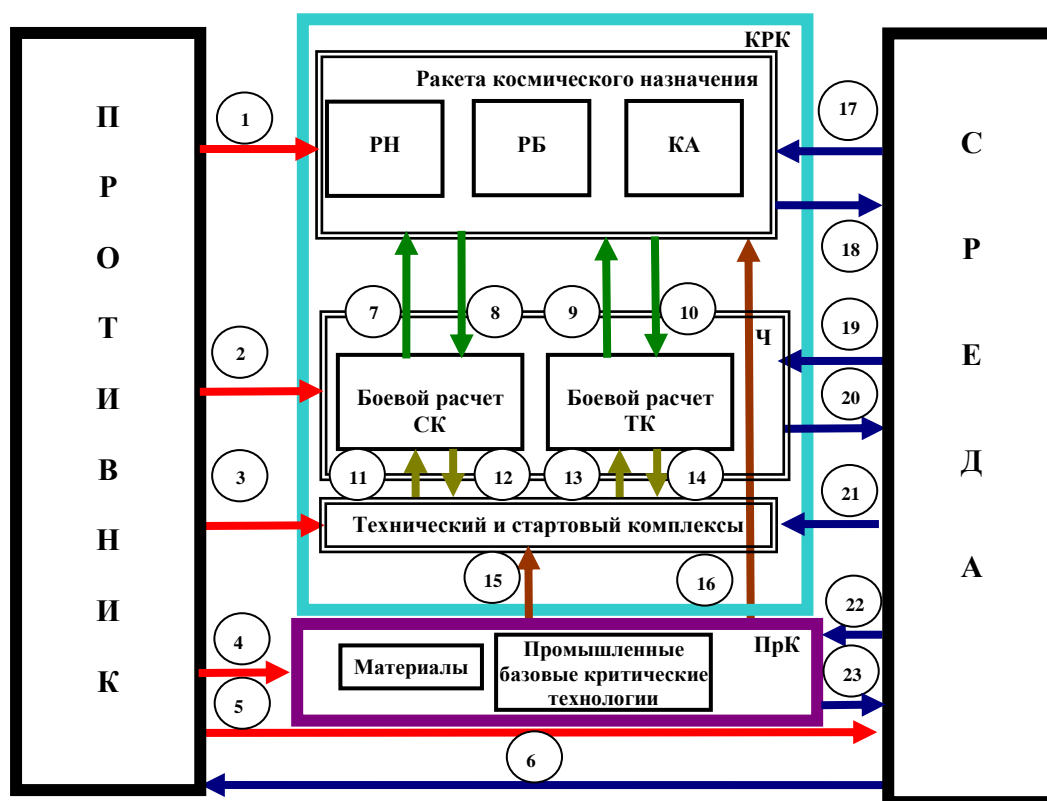 ПРОТИВНИК
КРК
Ракета космического назначения
РН
РБ
КА
1
17
18
7
8
9
10
19
2
Ч
20
Боевой расчет
СК
Боевой расчет
ТК
3
11
12
13
14
21
Технический и стартовый комплексы
15
16
22
4
ПрК
Материалы
Промышленные
базовые критические
технологии
23
5
6
СРЕДА